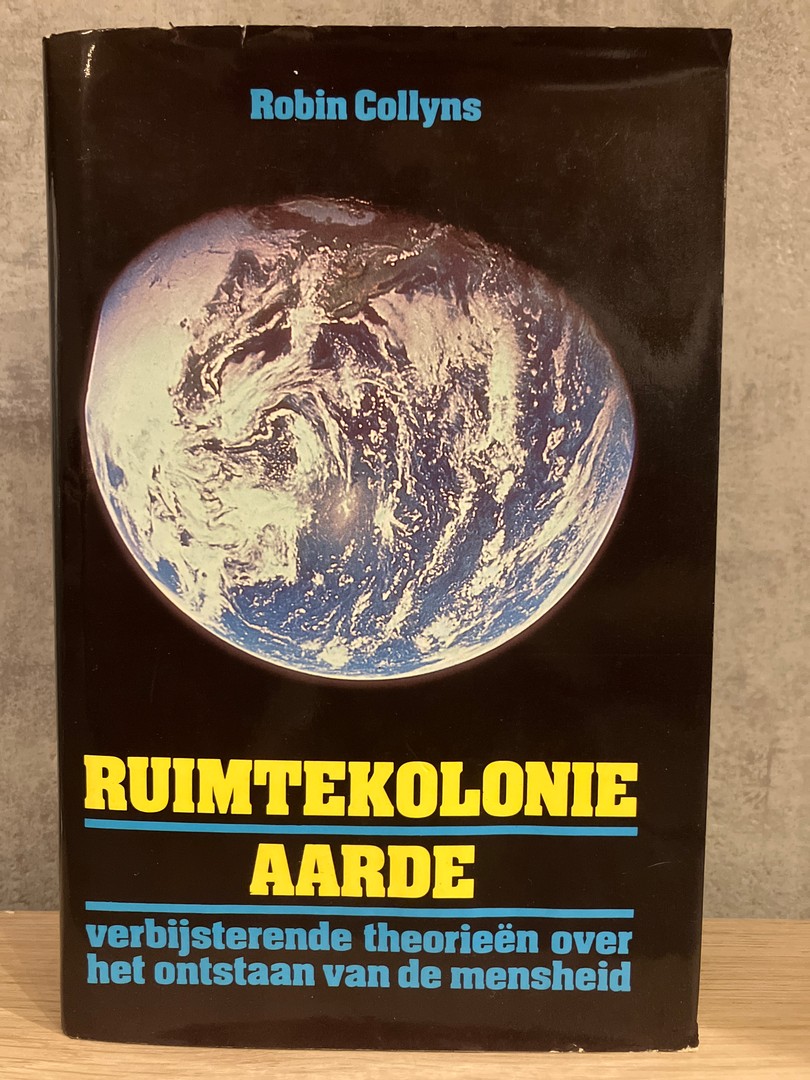 Robin Collyns
RUIMTEKOLONIE
AARDE
verbijsterende theorieën over
het ontstaan van de mensheid